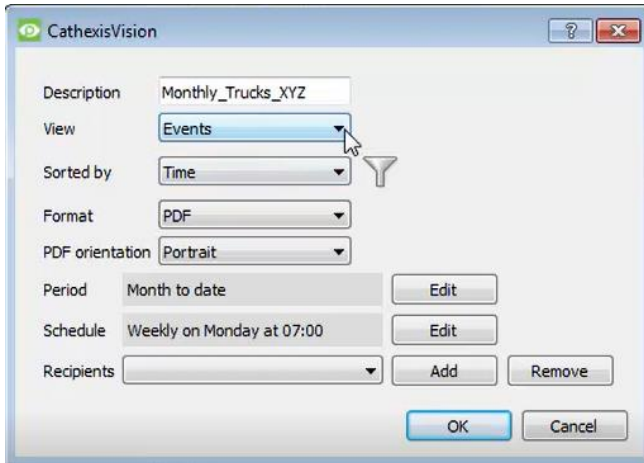 CathexisVision
Description Monthly_Trucks_XYZ
View Events
Sorted by Time
Format PDF
PDF orientation Portrait
Period Month to date Edit
Schedule Weekly on Monday at 07:00 Edit
Recipients Add Remove
OK Cancel